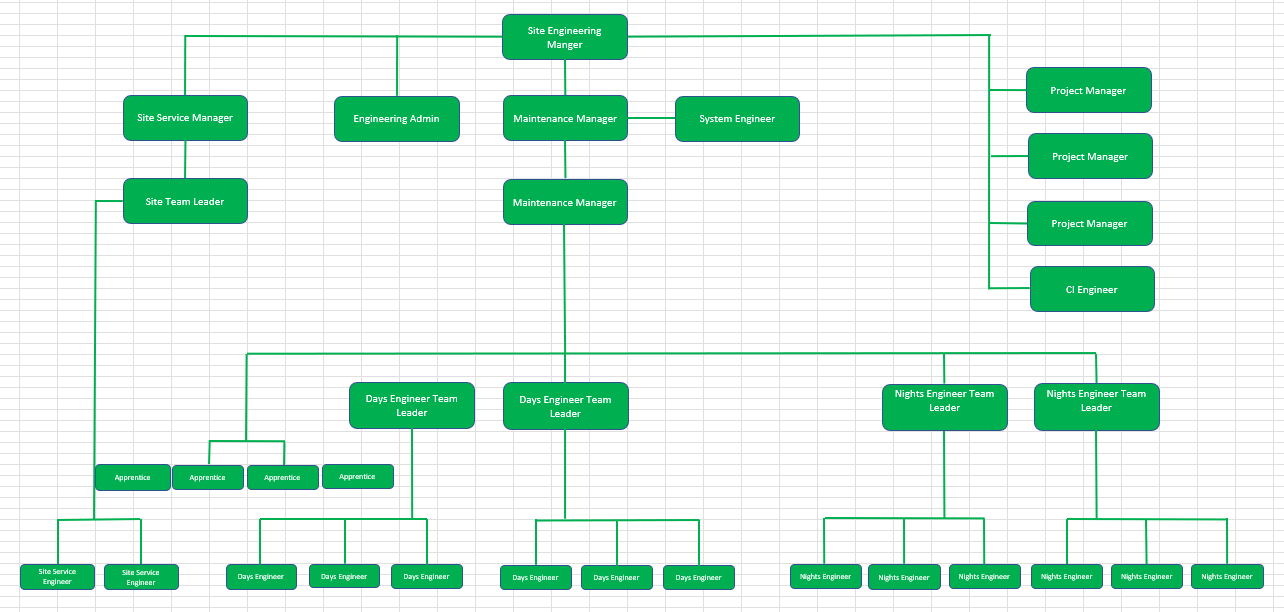 Site Engineering
Manger
Project Manager
Site Service Manager
Engineering Admin
Maintenance Manager
System Engineer
Project Manager
Site Team Leader
Maintenance Manager
Project Manager
CI Engineer
Days Engineer Team
Leader
Days Engineer Team
Leader
Nights Engineer Team
Leader
Nights Engineer Team
Leader
Apprentice
Apprentice
Apprentice
Apprentice
Site Service
Engineer
Site Service
Engineer
Days Engineer
Days Engineer
Days Engineer
Days Engineer
Days Engineer
Days Engineer
Nights Engineer
Nights Engineer
Nights Engineer
Nights Engineer
Nights Engineer
Nights Engineer